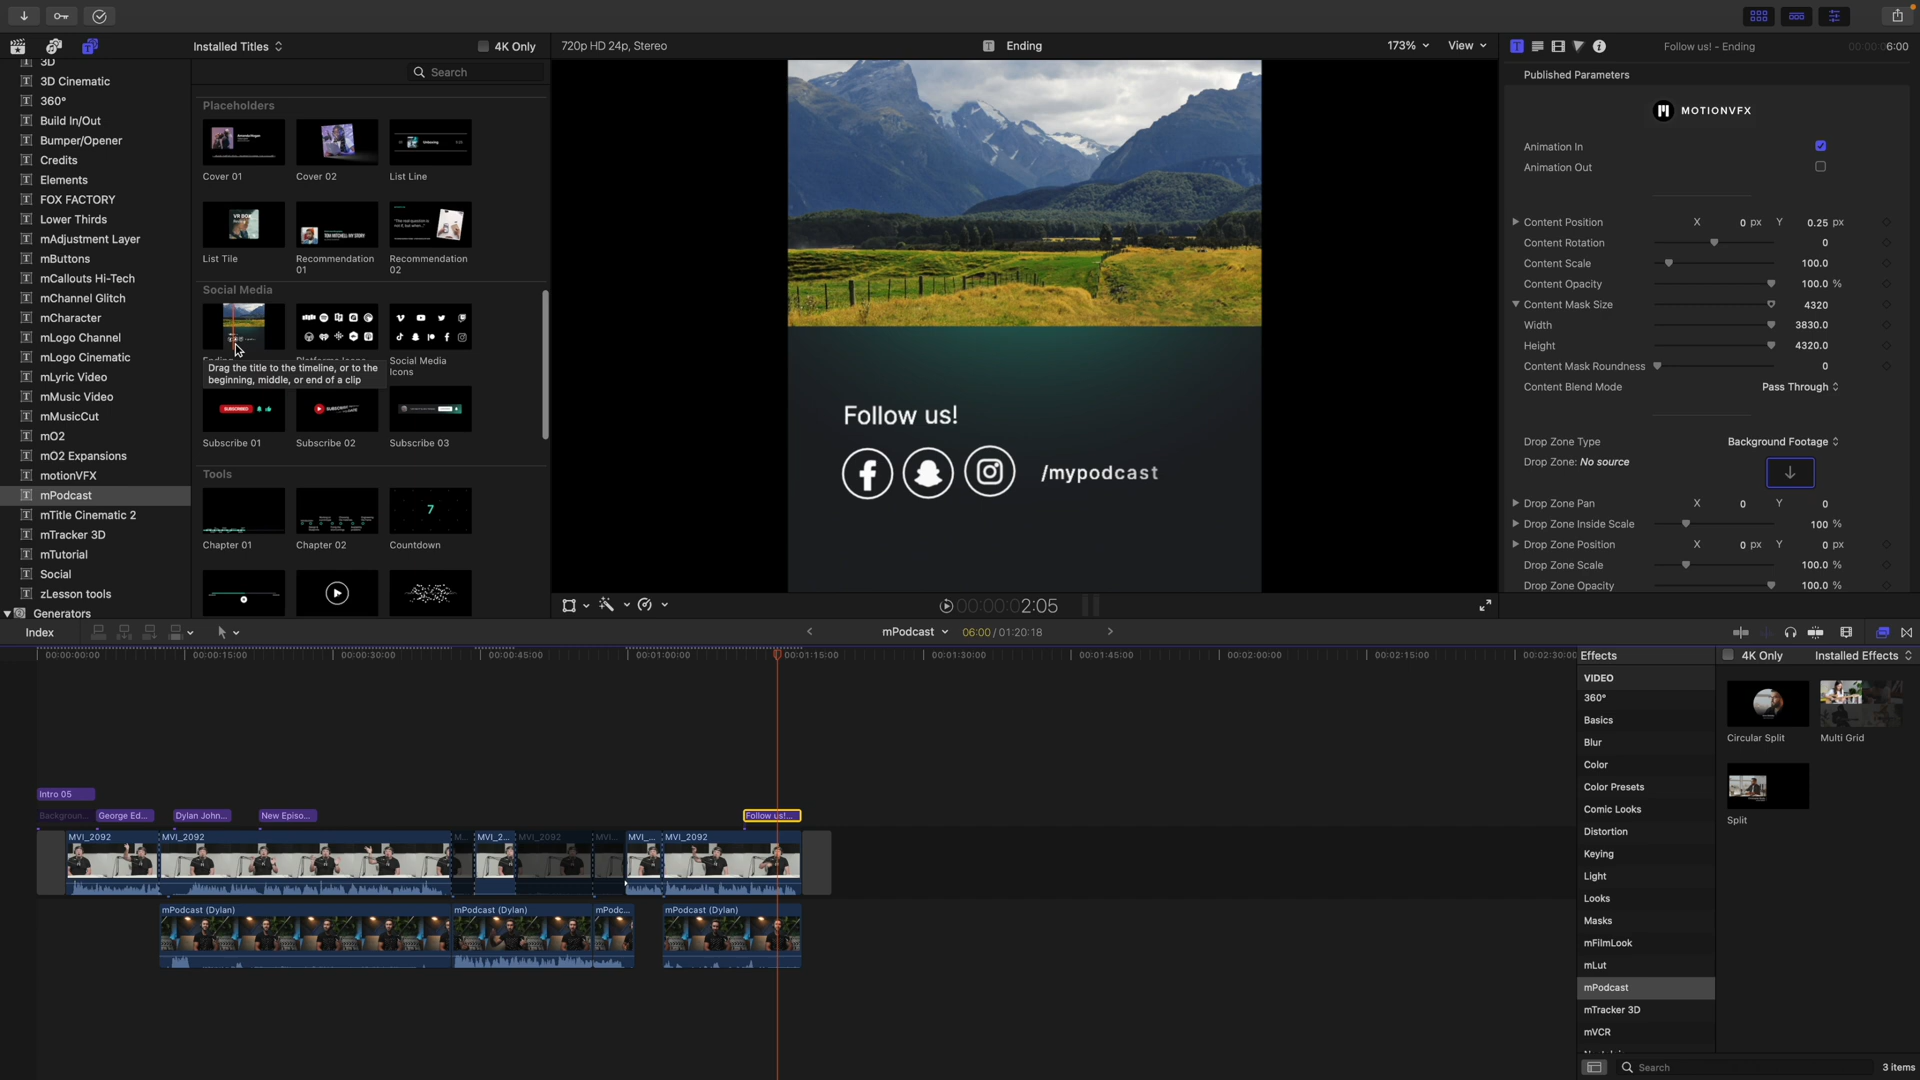 Installed Titles
4K Only
720p HD 24p, Stereo
Ending
173%
View
Follow us! - Ending
00:00:00:06:00
3D
3D Cinematic
360°
Build In/Out
Bumper/Opener
Credits
Elements
FOX FACTORY
Lower Thirds
mAdjustment Layer
mButtons
mCallouts Hi-Tech
mChannel Glitch
mCharacter
mLogo Channel
mLogo Cinematic
mLyric Video
mMusic Video
mMusicCut
mO2
mO2 Expansions
motionVFX
mPodcast
mTitle Cinematic 2
mTracker 3D
mTutorial
Social
zLesson tools
Generators
Search
Placeholders
Cover 01
Cover 02
List Line
List Tile
Recommendation 01
Recommendation 02
Social Media
Social Media Icons
Drag the title to the timeline, or to the
beginning, middle, or end of a clip
Subscribe 01
Subscribe 02
Subscribe 03
Tools
Chapter 01
Chapter 02
7
Countdown
Follow us!
/mypodcast
00:00:00:02:05
Published Parameters
MOTIONVFX
Animation In
Animation Out
Content Position X 0 px Y 0.25 px
Content Rotation 0
Content Scale 100.0
Content Opacity 100.0 %
Content Mask Size 4320
Width 3830.0
Height 4320.0
Content Mask Roundness 0
Content Blend Mode Pass Through
Drop Zone Type Background Footage
Drop Zone: No source
Drop Zone Pan X 0 Y 0
Drop Zone Inside Scale 100 %
Drop Zone Position X 0 px Y 0 px
Drop Zone Scale 100.0 %
Drop Zone Opacity 100.0 %
Index
mPodcast
06:00 / 01:20:18
00:00:00:00
00:00:15:00
00:00:30:00
00:00:45:00
00:01:00:00
00:01:15:00
00:01:30:00
00:01:45:00
00:02:00:00
00:02:15:00
00:02:30:00
Intro 05
Backgroun...
George Ed...
Dylan John...
New Episo...
Follow us!...
MVI_2092
MVI_2092
M...
MVI_2...
MVI_2092
MVI...
MVI_...
MVI_2092
mPodcast (Dylan)
mPodcast (Dylan)
mPodc...
mPodcast (Dylan)
Effects
4K Only
Installed Effects
VIDEO
360°
Basics
Blur
Color
Color Presets
Comic Looks
Distortion
Keying
Light
Looks
Masks
mFilmLook
mLut
mPodcast
mTracker 3D
mVCR
Circular Split
Multi Grid
Split
Search
3 items